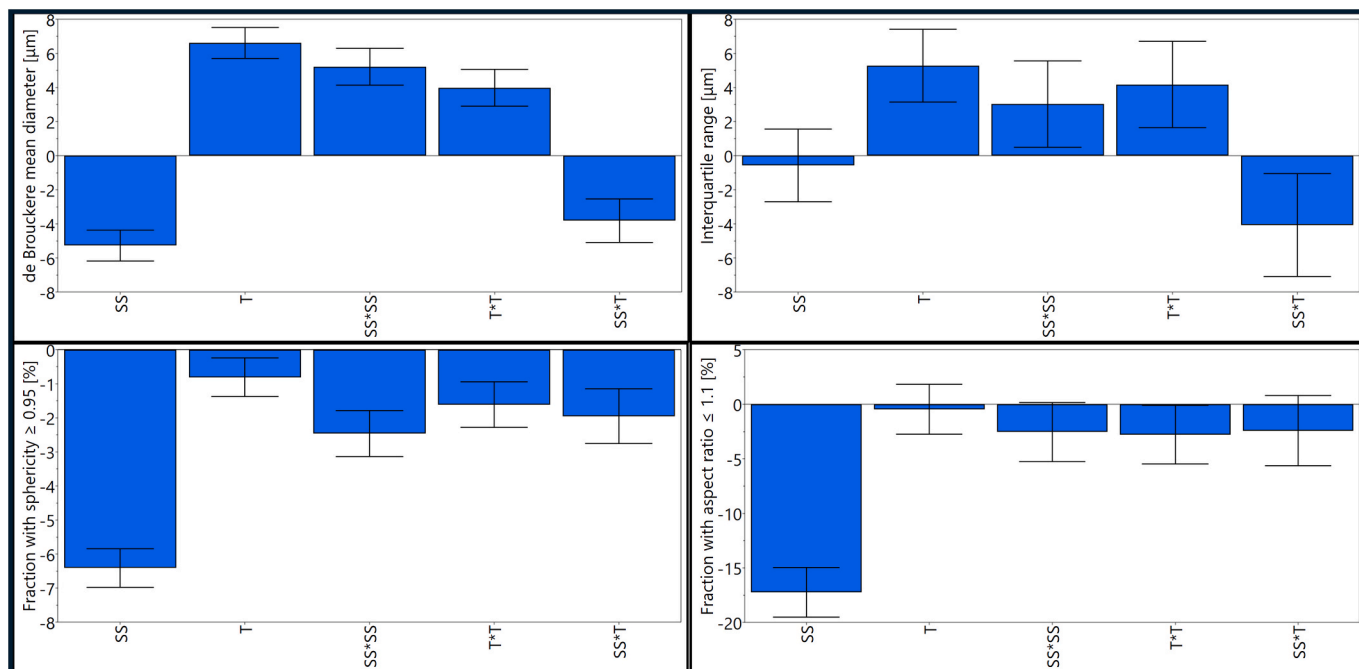 de Brouckere mean diameter [µm]
8
6
4
2
0
-2
-4
-6
-8
SS
T
SS*SS
T*T
SS*T
Interquartile range [µm]
8
6
4
2
0
-2
-4
-6
-8
SS
T
SS*SS
T*T
SS*T
Fraction with sphericity ≥ 0.95 [%]
0
-1
-2
-3
-4
-5
-6
-7
-8
SS
T
SS*SS
T*T
SS*T
Fraction with aspect ratio ≤ 1.1 [%]
5
0
-5
-10
-15
-20
SS
T
SS*SS
T*T
SS*T